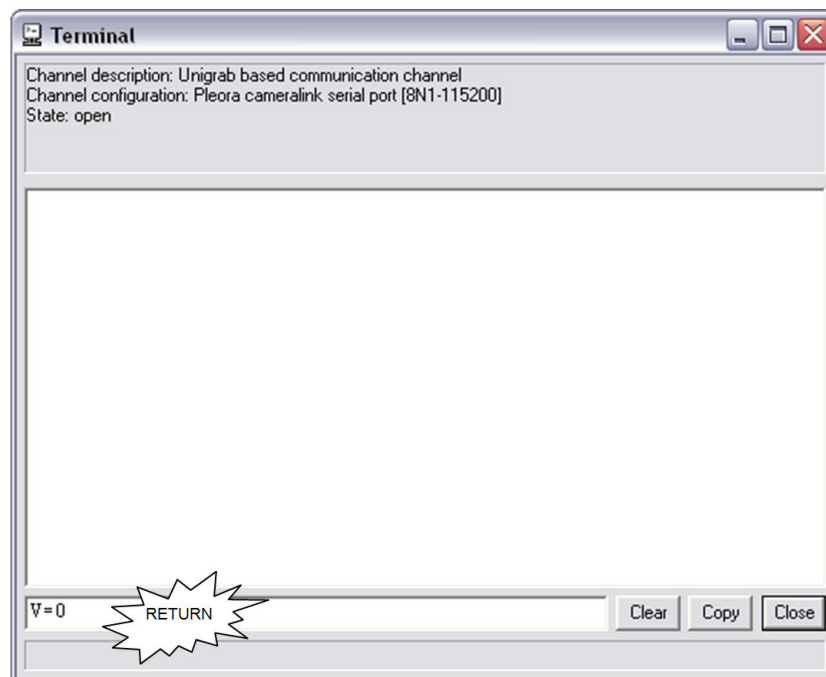 Terminal
Channel description: Unigrab based communication channel
Channel configuration: Pleora cameralink serial port [8N1-115200]
State: open
V=0
RETURN
Clear Copy Close